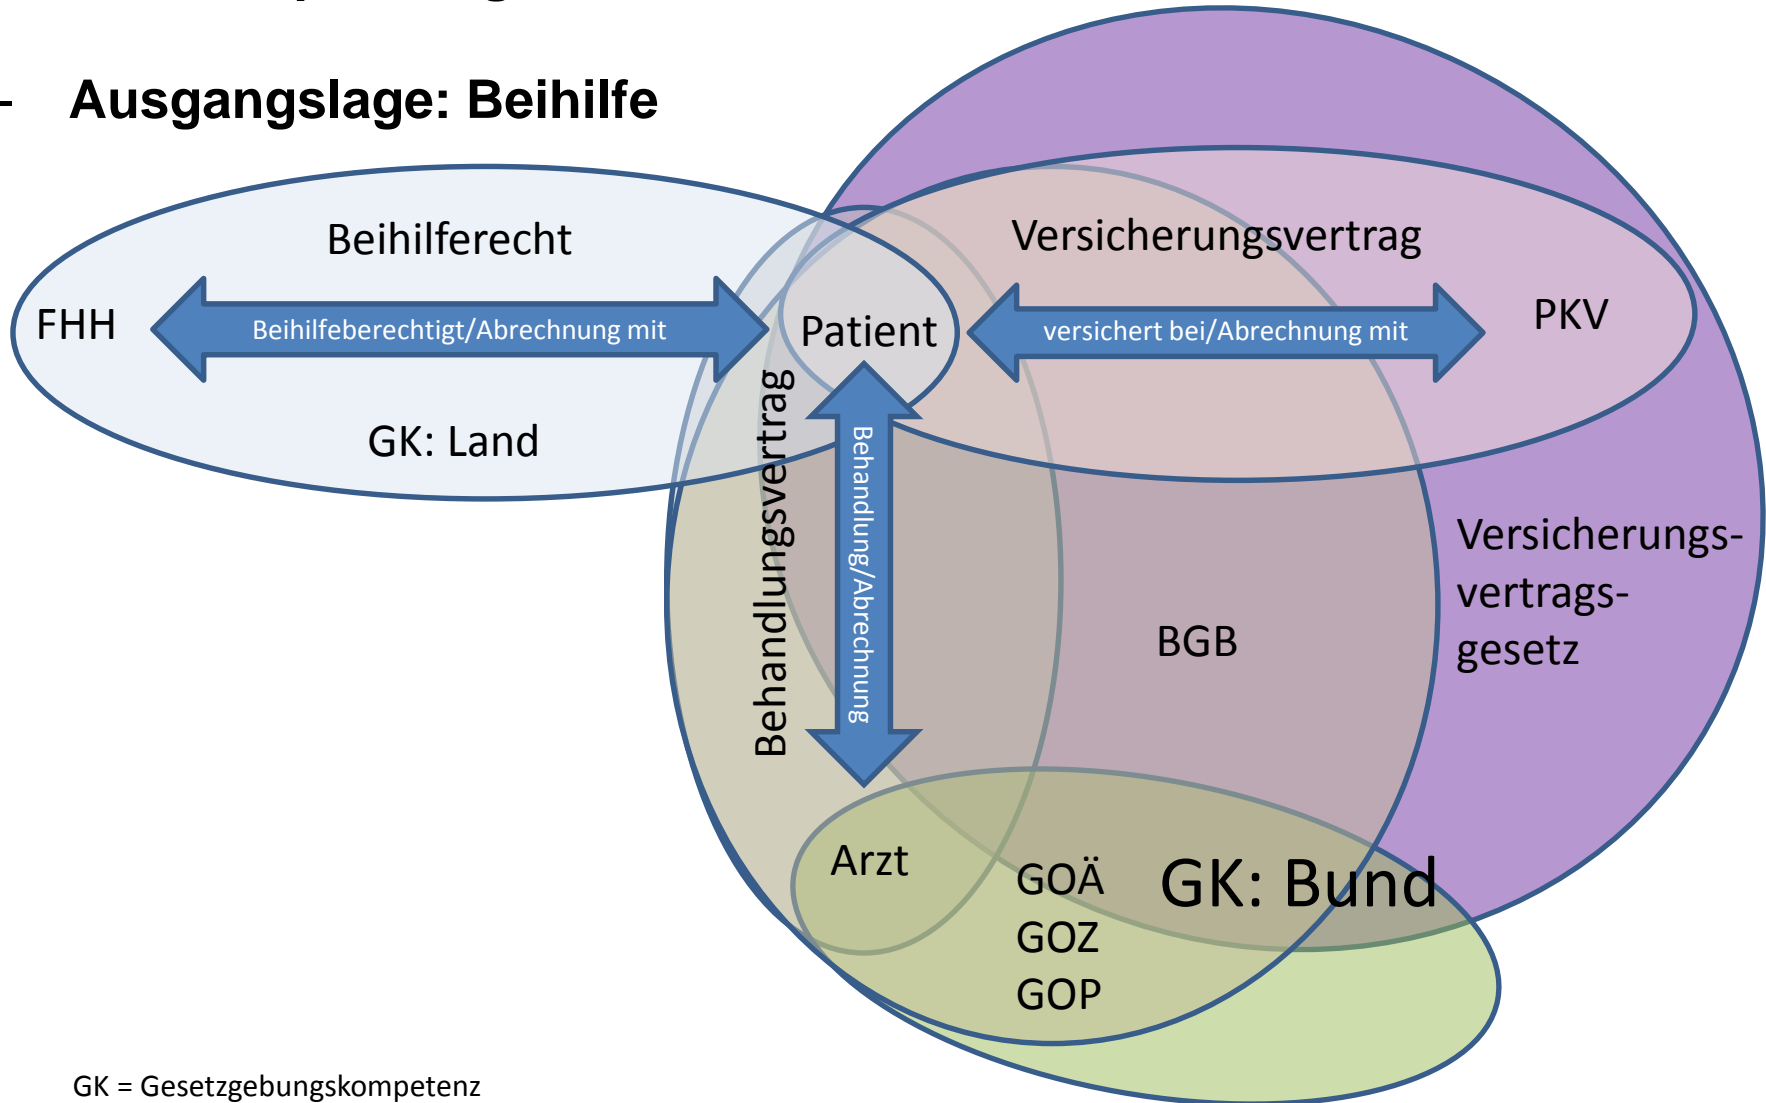 - Ausgangslage: Beihilfe
Beihilferecht
Versicherungsvertrag
FHH
Beihilfeberechtigt/Abrechnung mit
Patient
versichert bei/Abrechnung mit
PKV
GK: Land
Behandlungsvertrag
Behandlung/Abrechnung
Versicherungs-
vertrags-
gesetz
BGB
Arzt
GOÄ
GOZ
GOP
GK: Bund
GK = Gesetzgebungskompetenz